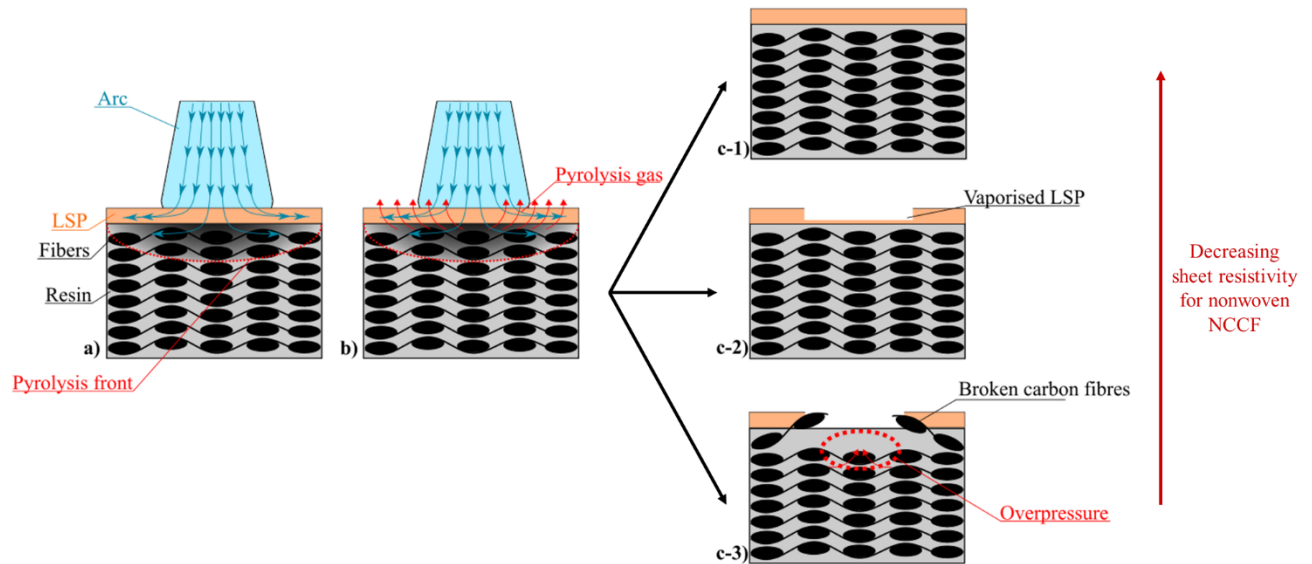 Arc
LSP
Fibers
Resin
a)
Pyrolysis front
Pyrolysis gas
b)
c-1)
Vaporised LSP
c-2)
Broken carbon fibres
Overpressure
c-3)
Decreasing
sheet resistivity
for nonwoven
NCCF